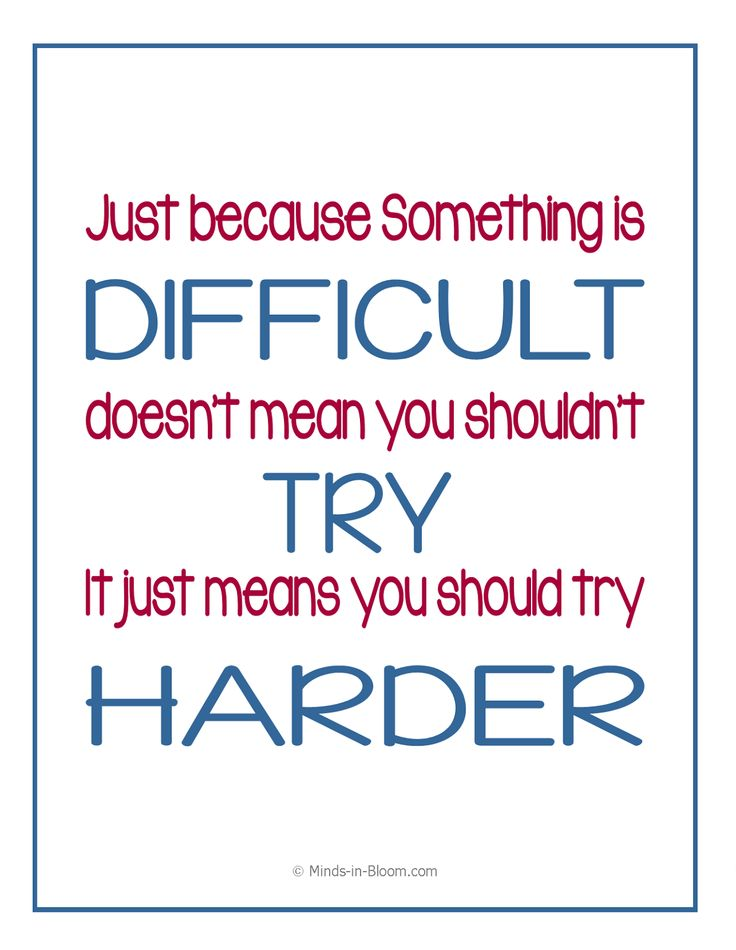 Just because Something is
DIFFICULT
doesn't mean you shouldn't
TRY
It just means you should try
HARDER
© Minds-in-Bloom.com